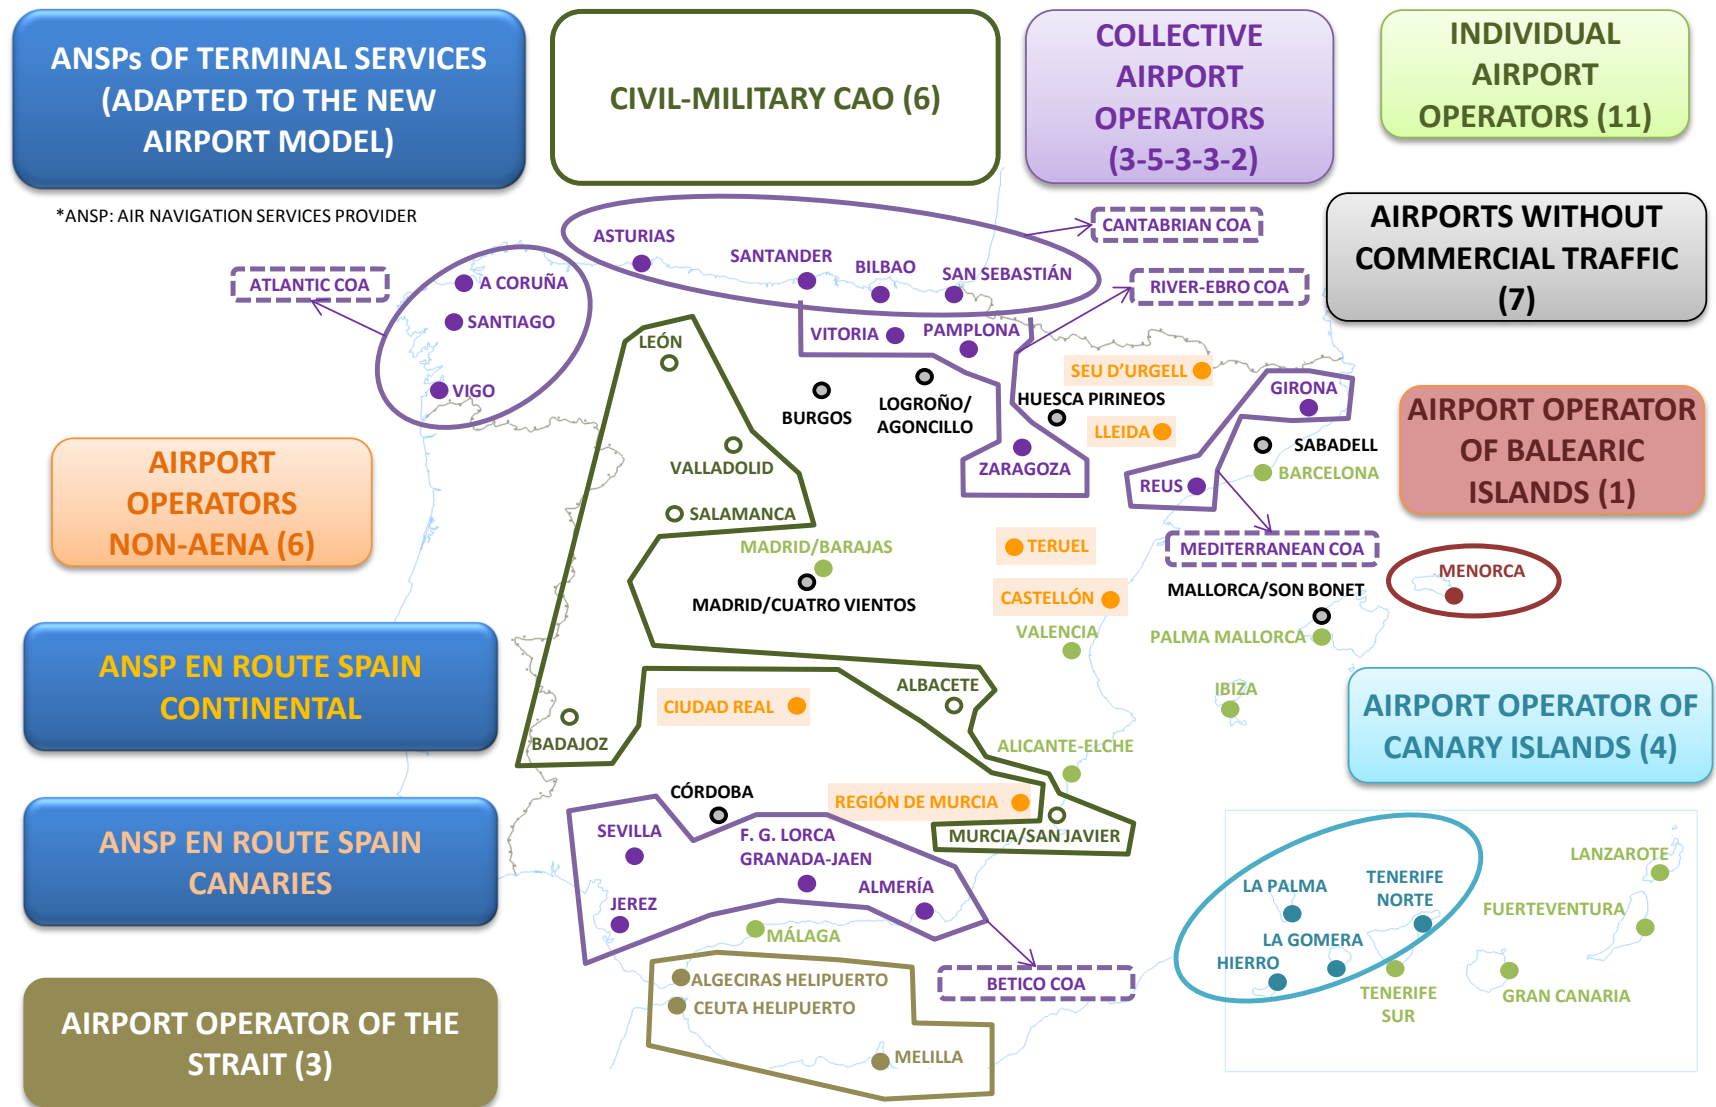 ANSPs OF TERMINAL SERVICES
(ADAPTED TO THE NEW
AIRPORT MODEL)
CIVIL-MILITARY CAO (6)
COLLECTIVE
AIRPORT
OPERATORS
(3-5-3-3-2)
INDIVIDUAL
AIRPORT
OPERATORS (11)
*ANSP: AIR NAVIGATION SERVICES PROVIDER
AIRPORTS WITHOUT
COMMERCIAL TRAFFIC
(7)
CANTABRIAN COA
ASTURIAS
SANTANDER
BILBAO
SAN SEBASTIÁN
ATLANTIC COA
A CORUÑA
RIVER-EBRO COA
SANTIAGO
VITORIA
PAMPLONA
LEÓN
SEU D'URGELL
VIGO
GIRONA
BURGOS
LOGROÑO/
AGONCILLO
HUESCA PIRINEOS
LLEIDA
SABADELL
AIRPORT OPERATOR
OF BALEARIC
ISLANDS (1)
AIRPORT
OPERATORS
NON-AENA (6)
VALLADOLID
ZARAGOZA
BARCELONA
REUS
SALAMANCA
MADRID/BARAJAS
TERUEL
MEDITERRANEAN COA
MENORCA
MADRID/CUATRO VIENTOS
CASTELLÓN
MALLORCA/SON BONET
VALENCIA
PALMA MALLORCA
ANSP EN ROUTE SPAIN
CONTINENTAL
ALBACETE
IBIZA
CIUDAD REAL
AIRPORT OPERATOR OF
CANARY ISLANDS (4)
BADAJOZ
ALICANTE-ELCHE
CÓRDOBA
REGIÓN DE MURCIA
ANSP EN ROUTE SPAIN
CANARIES
SEVILLA
F. G. LORCA
GRANADA-JAEN
MURCIA/SAN JAVIER
LANZAROTE
ALMERÍA
LA PALMA
TENERIFE
NORTE
JEREZ
FUERTEVENTURA
MÁLAGA
LA GOMERA
HIERRO
ALGECIRAS HELIPUERTO
BETICO COA
TENERIFE
SUR
GRAN CANARIA
CEUTA HELIPUERTO
AIRPORT OPERATOR OF THE
STRAIT (3)
MELILLA